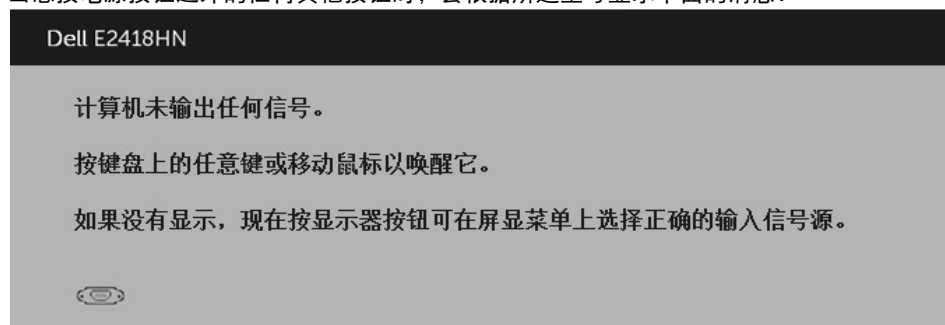 Dell E2418HN
计算机未输出任何信号。
按键盘上的任意键或移动鼠标以唤醒它。
如果没有显示，现在按显示器按钮可在屏显菜单上选择正确的输入信号源。